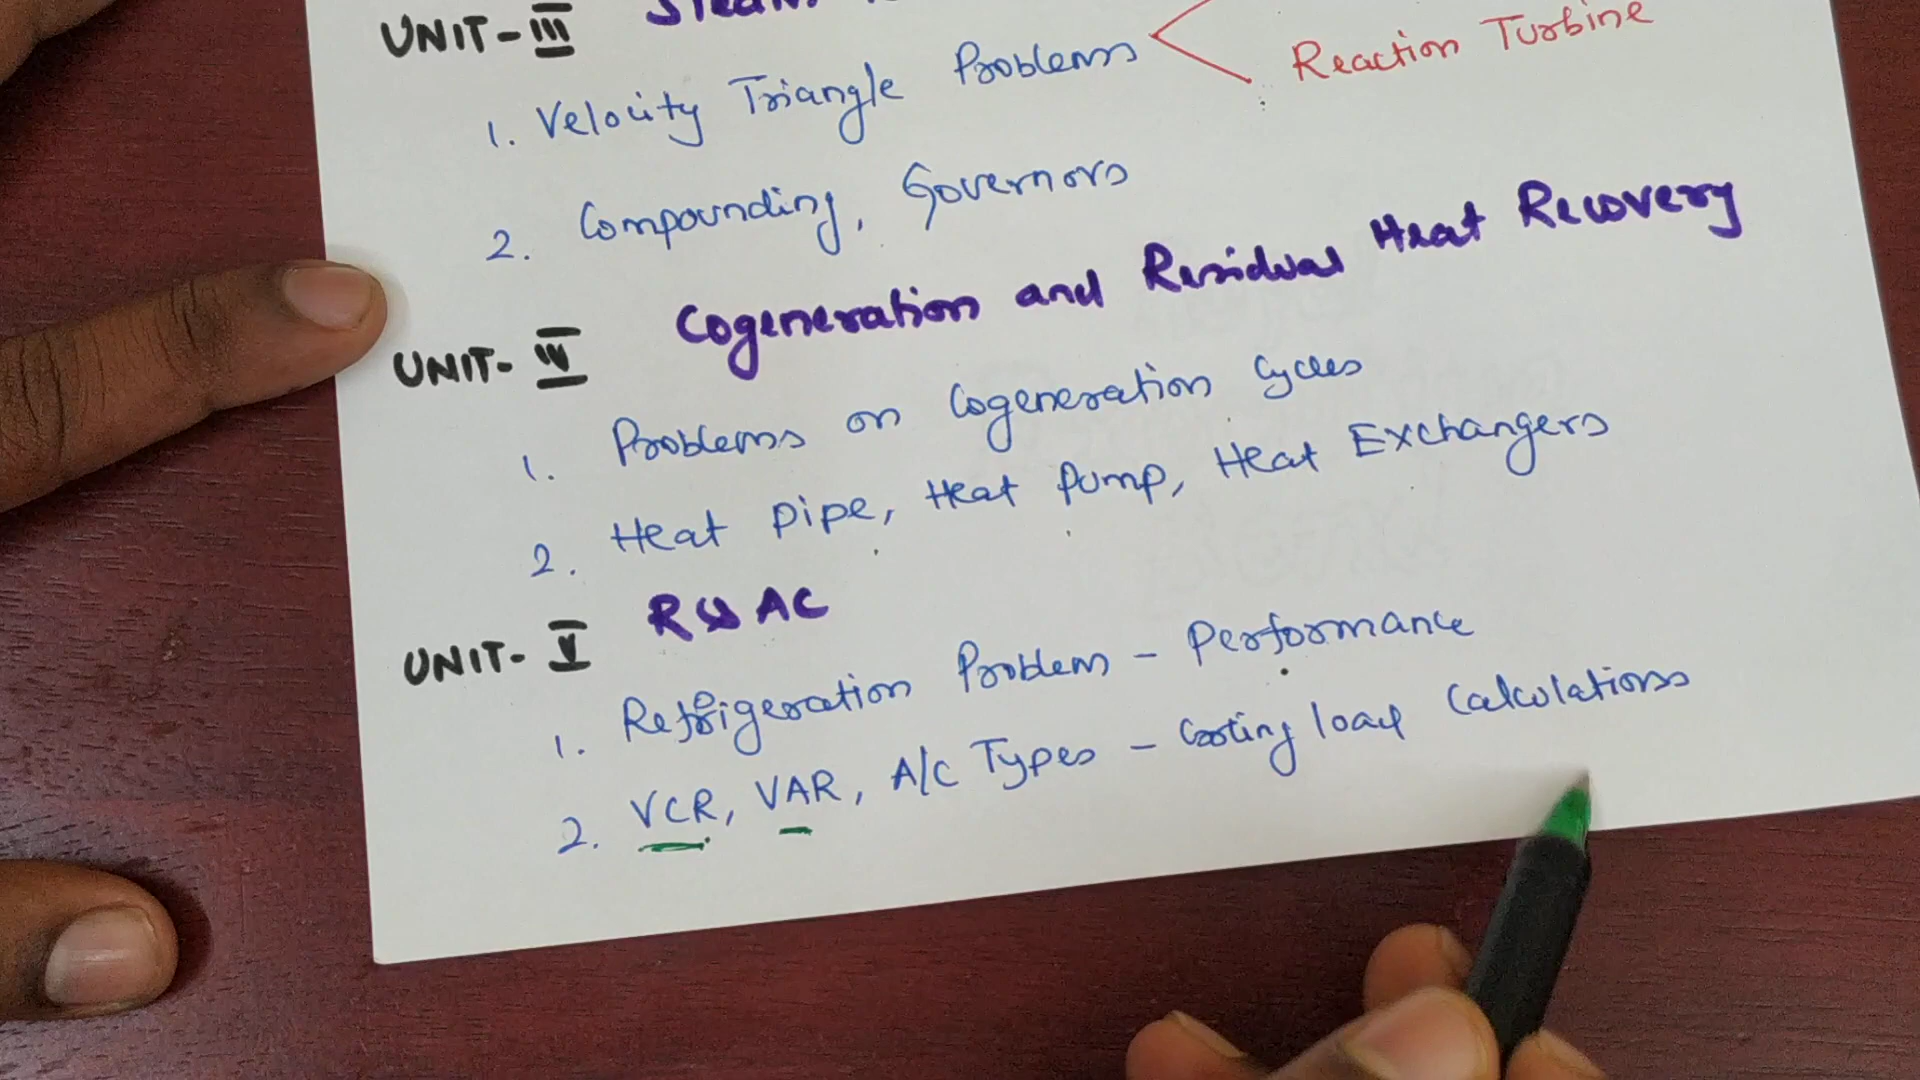 UNIT-III
Reaction Turbine
1. Velocity Triangle Problems
2. Compounding, Governors
UNIT-IV Cogeneration and Residual Heat Recovery
1. Problems on Cogeneration Cycles
2. Heat Pipe, Heat Pump, Heat Exchangers
UNIT-V R & AC
1. Refrigeration Problem - Performance
2. VCR, VAR, A/C Types - Cooling load Calculations